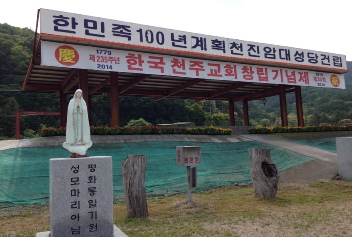 한민족100년계획천진암대성당건립
慶 1779 제235주년 2014 한국천주교회창립기념제
慶
평화통일기원
성모마리아님